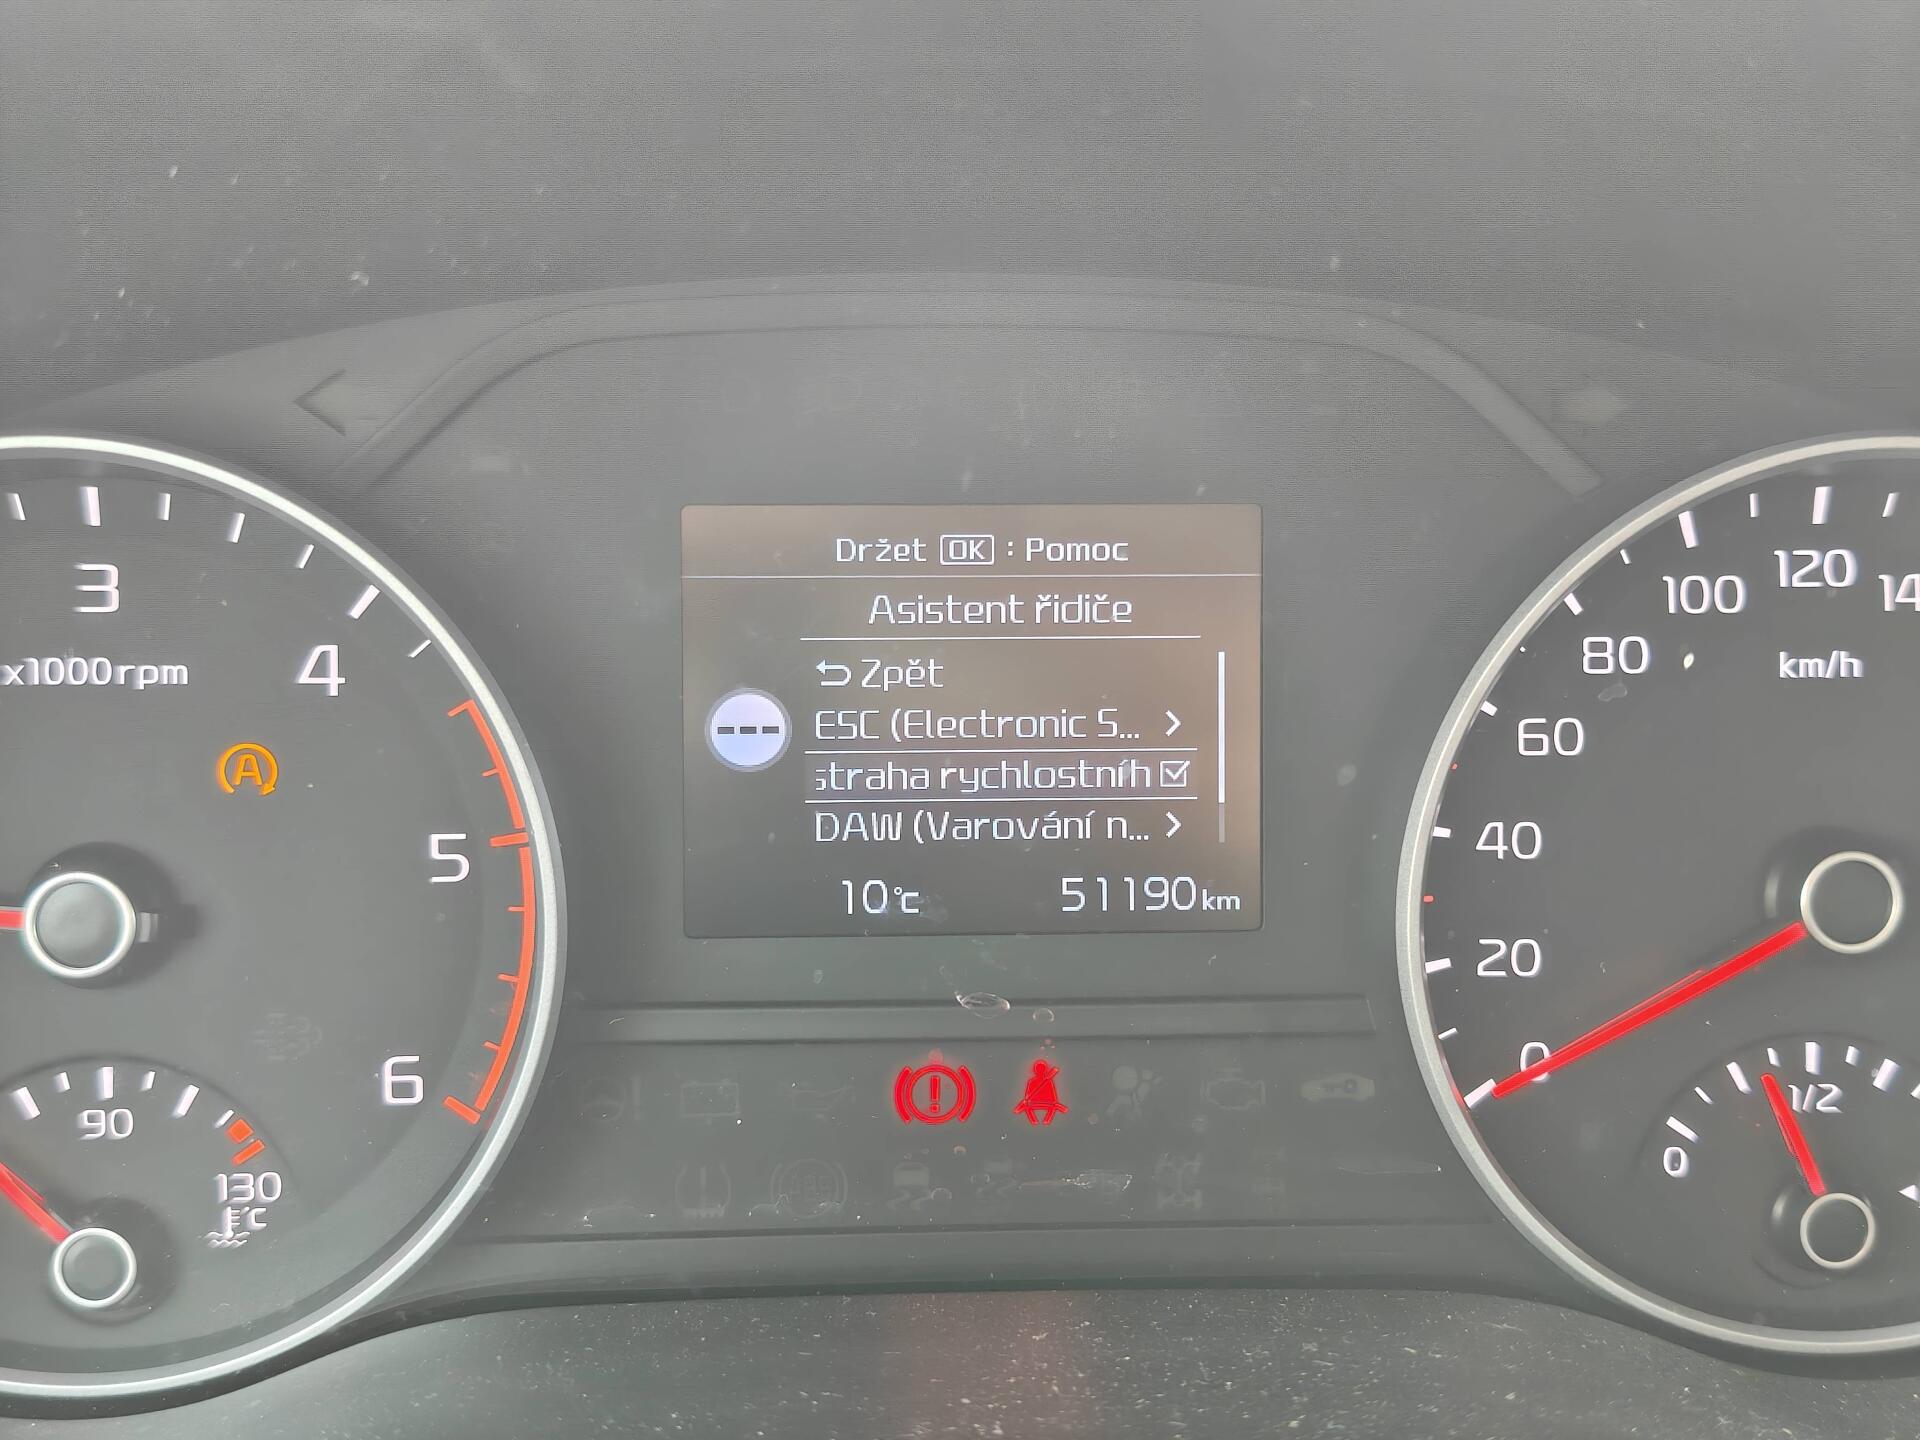 Držet OK : Pomoc
Asistent řidiče
Zpět
ESC (Electronic S...
straha rychlostníh
DAW (Varování n...
10°C
51190km
3
x1000rpm
4
5
6
90
130
°C
A
---
0
20
40
60
80
100
120
14
km/h
0
1/2